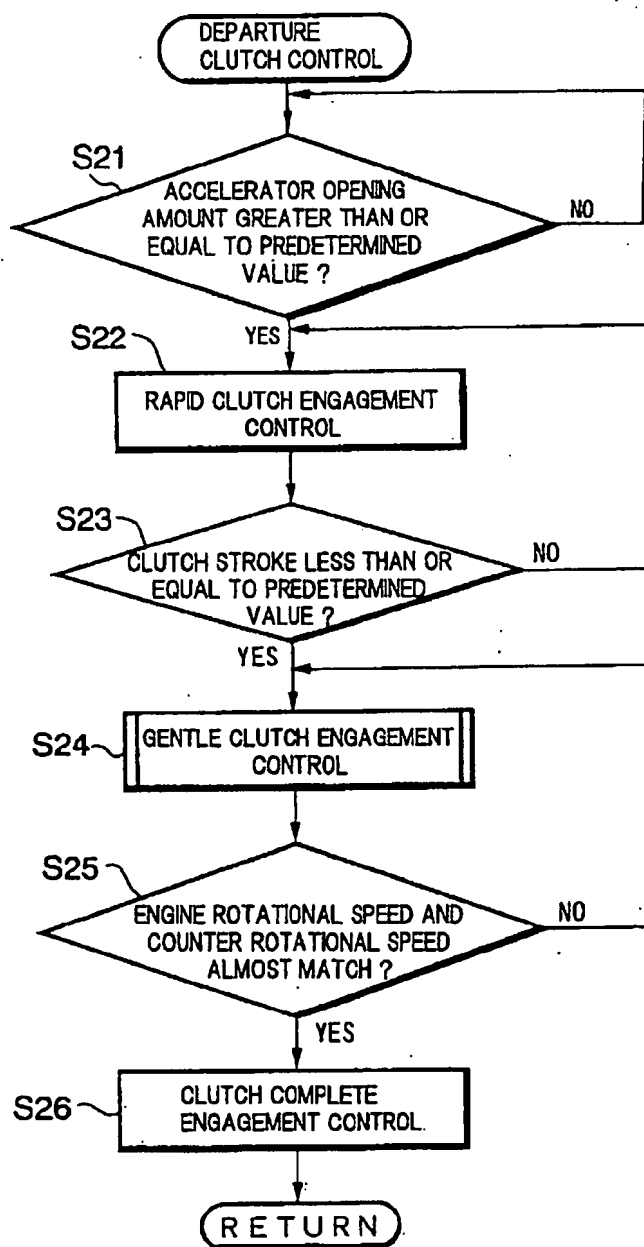 DEPARTURE
CLUTCH CONTROL
S21
ACCELERATOR OPENING
AMOUNT GREATER THAN OR
EQUAL TO PREDETERMINED
VALUE ?
NO
YES
S22
RAPID CLUTCH ENGAGEMENT
CONTROL
S23
CLUTCH STROKE LESS THAN OR
EQUAL TO PREDETERMINED
VALUE ?
NO
YES
S24
GENTLE CLUTCH ENGAGEMENT
CONTROL
S25
ENGINE ROTATIONAL SPEED AND
COUNTER ROTATIONAL SPEED
ALMOST MATCH ?
NO
YES
S26
CLUTCH COMPLETE
ENGAGEMENT CONTROL.
RETURN